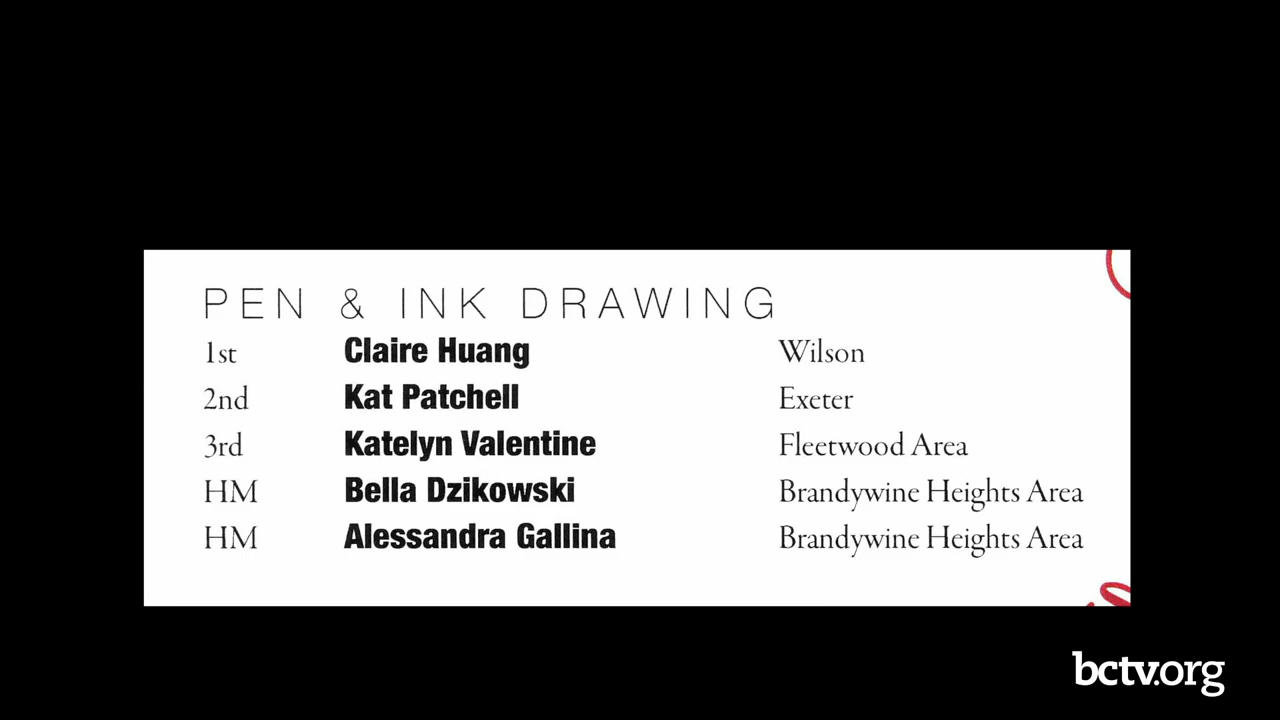 PEN & INK DRAWING
1st Claire Huang Wilson
2nd Kat Patchell Exeter
3rd Katelyn Valentine Fleetwood Area
HM Bella Dzikowski Brandywine Heights Area
HM Alessandra Gallina Brandywine Heights Area
bctv.org